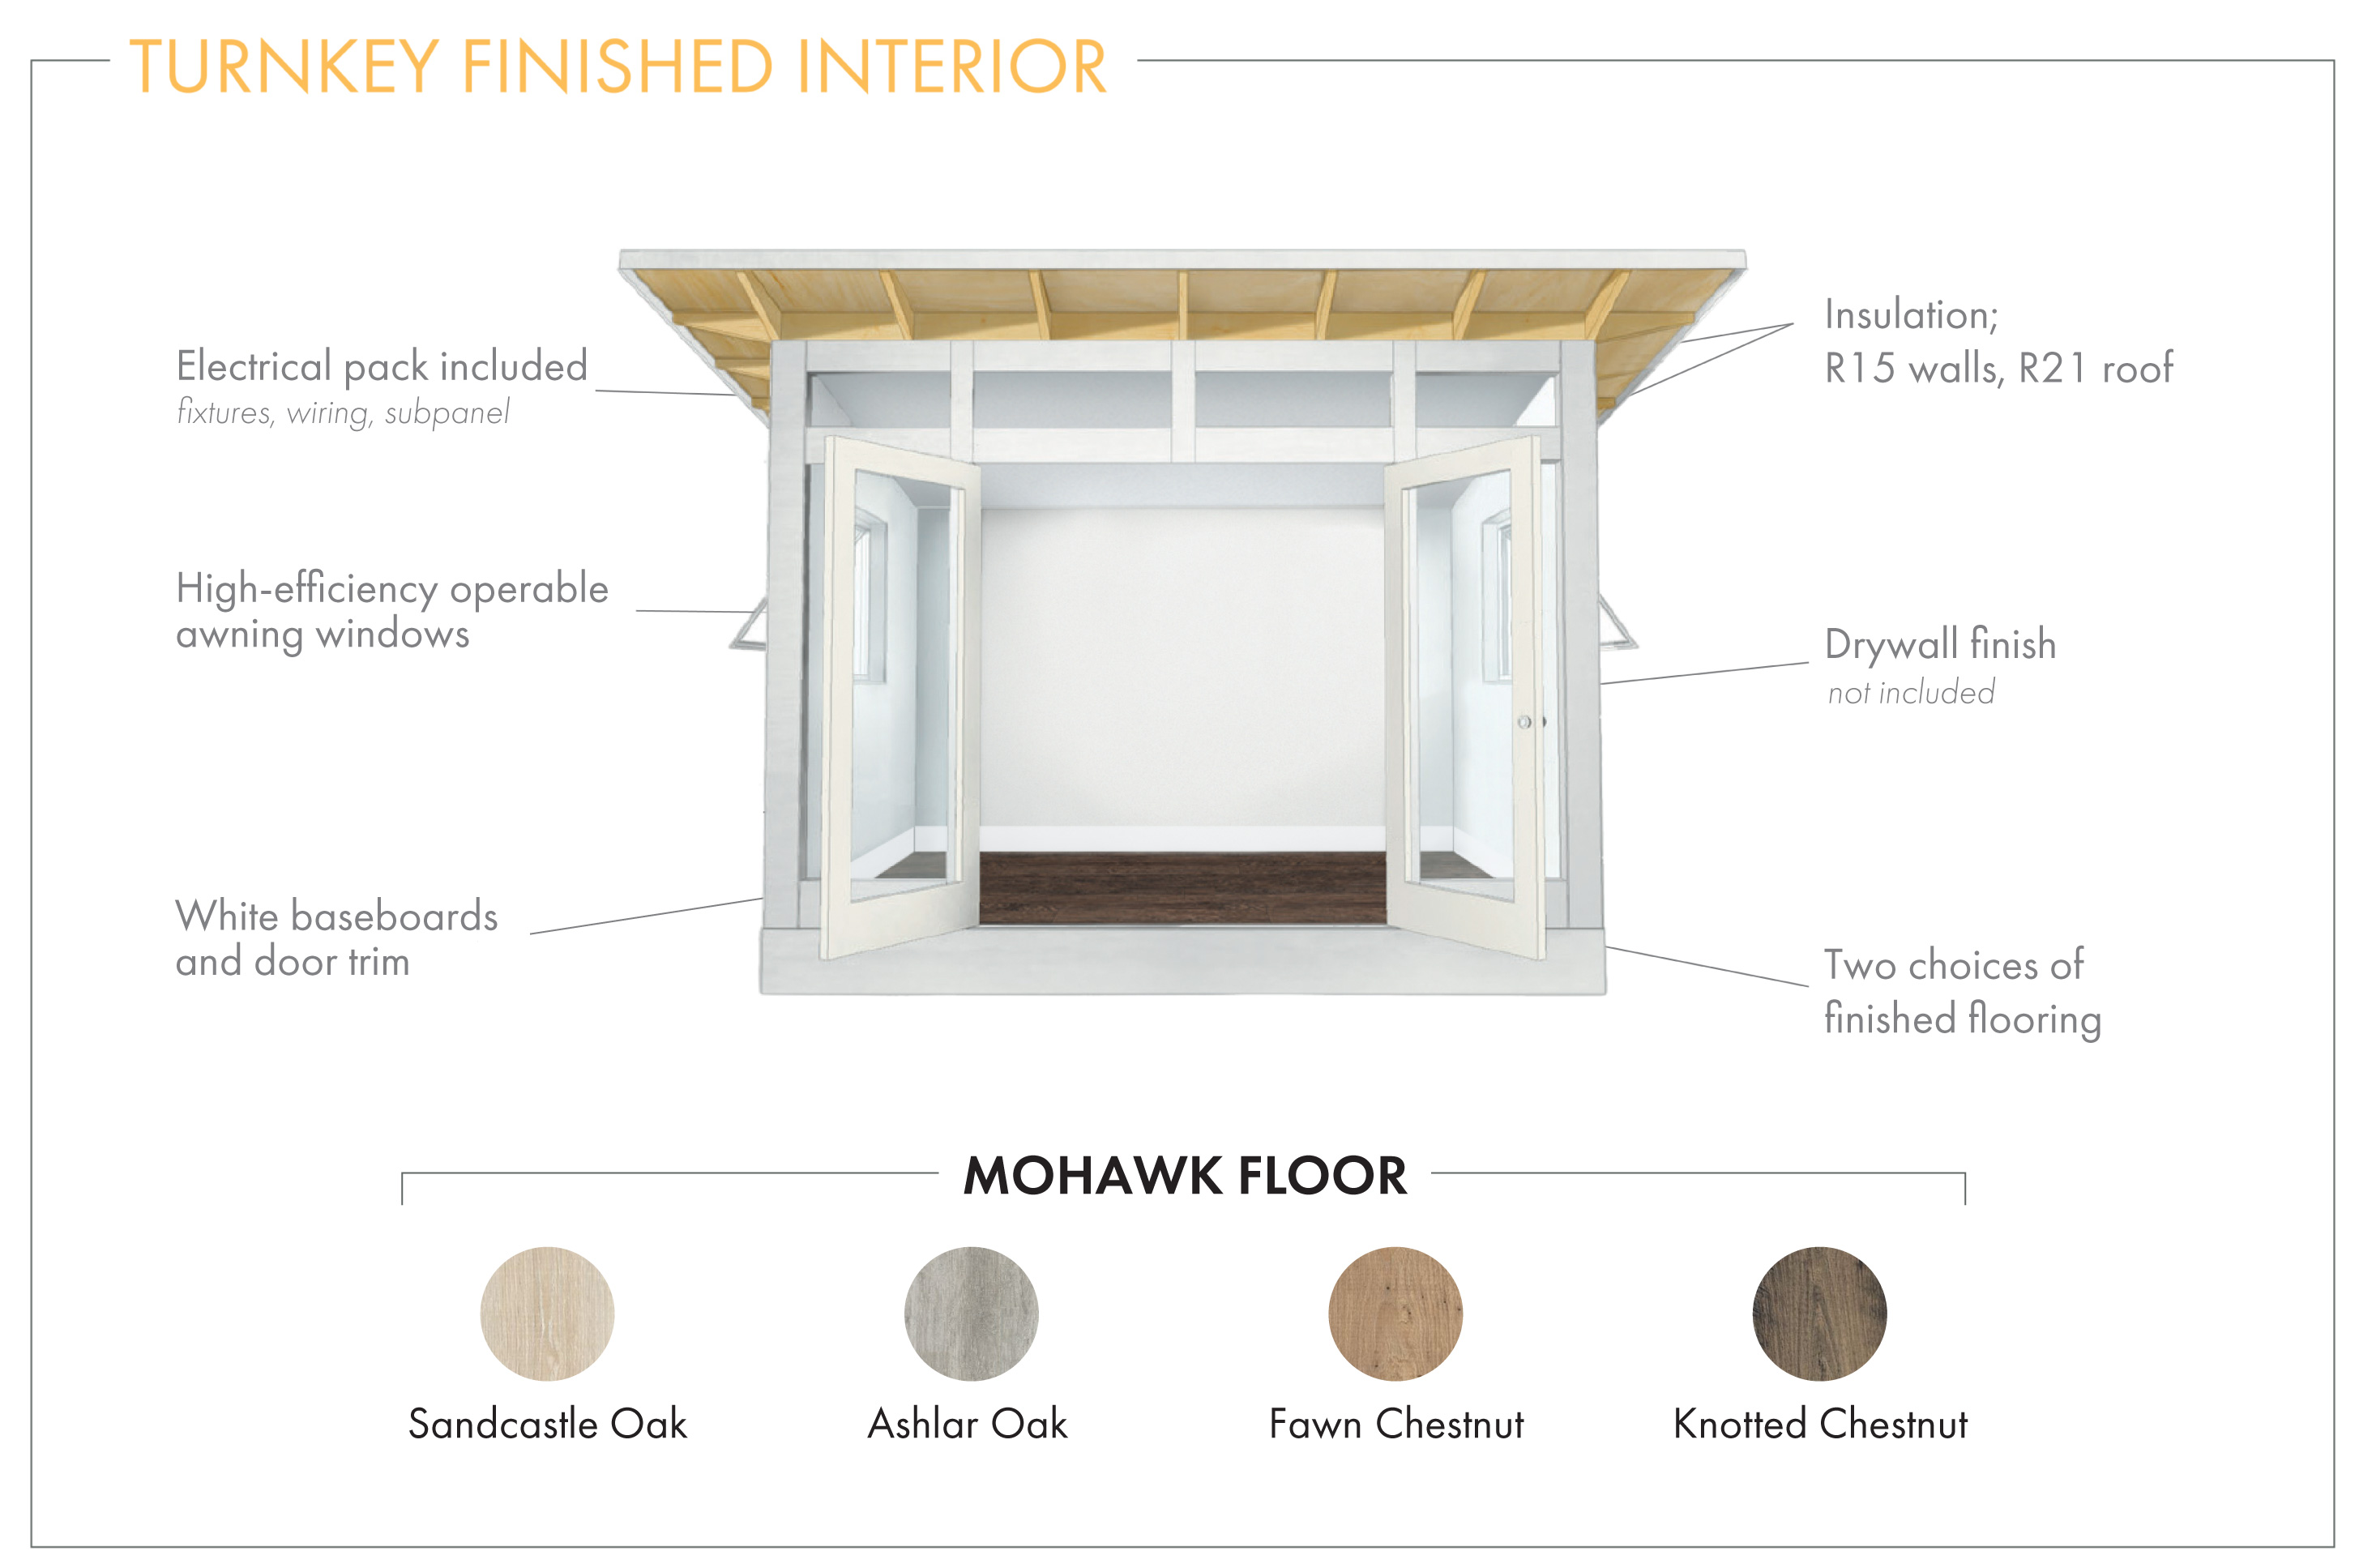 TURNKEY FINISHED INTERIOR
Electrical pack included
fixtures, wiring, subpanel
High-efficiency operable
awning windows
White baseboards
and door trim
Insulation;
R15 walls, R21 roof
Drywall finish
not included
Two choices of
finished flooring
MOHAWK FLOOR
Sandcastle Oak
Ashlar Oak
Fawn Chestnut
Knotted Chestnut